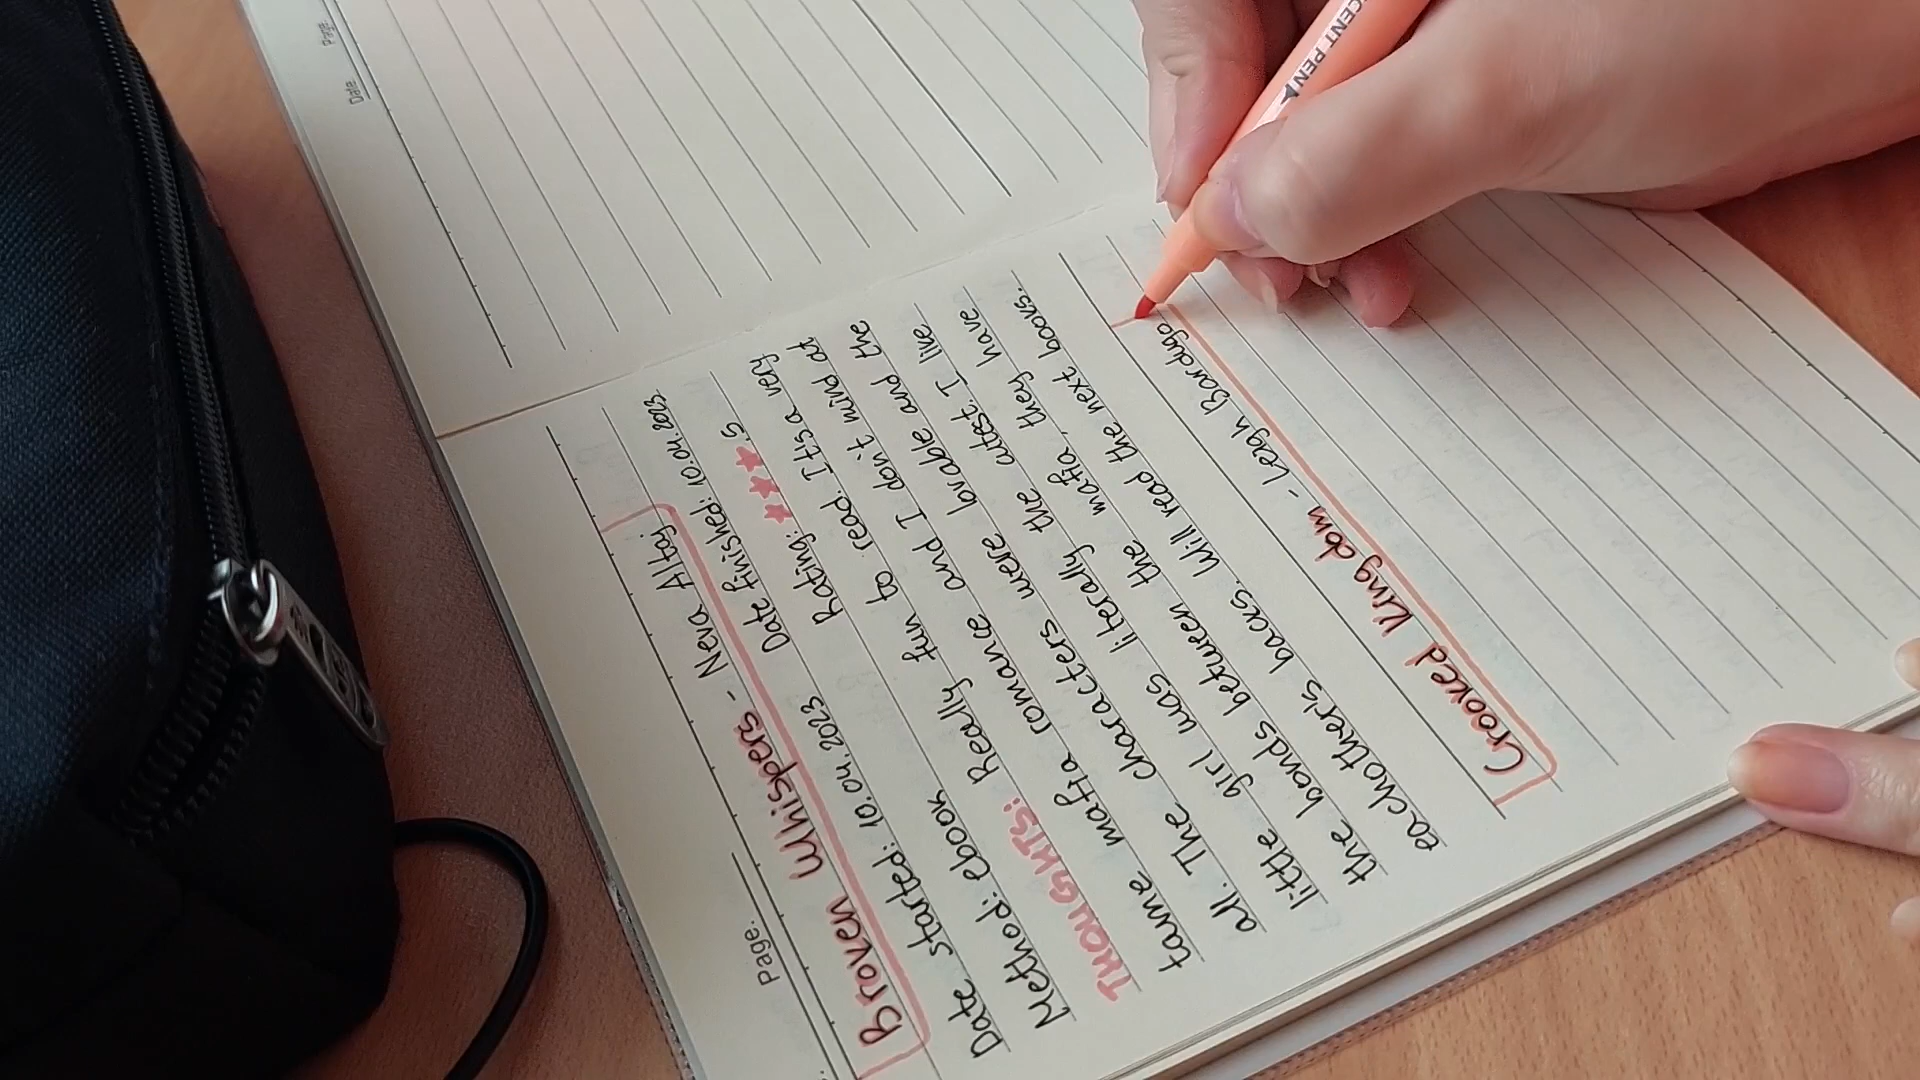 Page:
Date:
Page:
Broken Whispers - Neva Altaj
Date started: 10.04.2023 Date finished: 10.04.2023.
Method: ebook Rating: ★★★.5
THOUGHTS: Really fun to read. It's a very
tame mafia romance and I don't mind at
all. The characters were lovable and the
little girl was literally the cutest. I like
the bonds between the mafia, they have
eachother's backs. Will read the next books.
Crooked Kingdom - Leigh Bardugo
CENT PEN